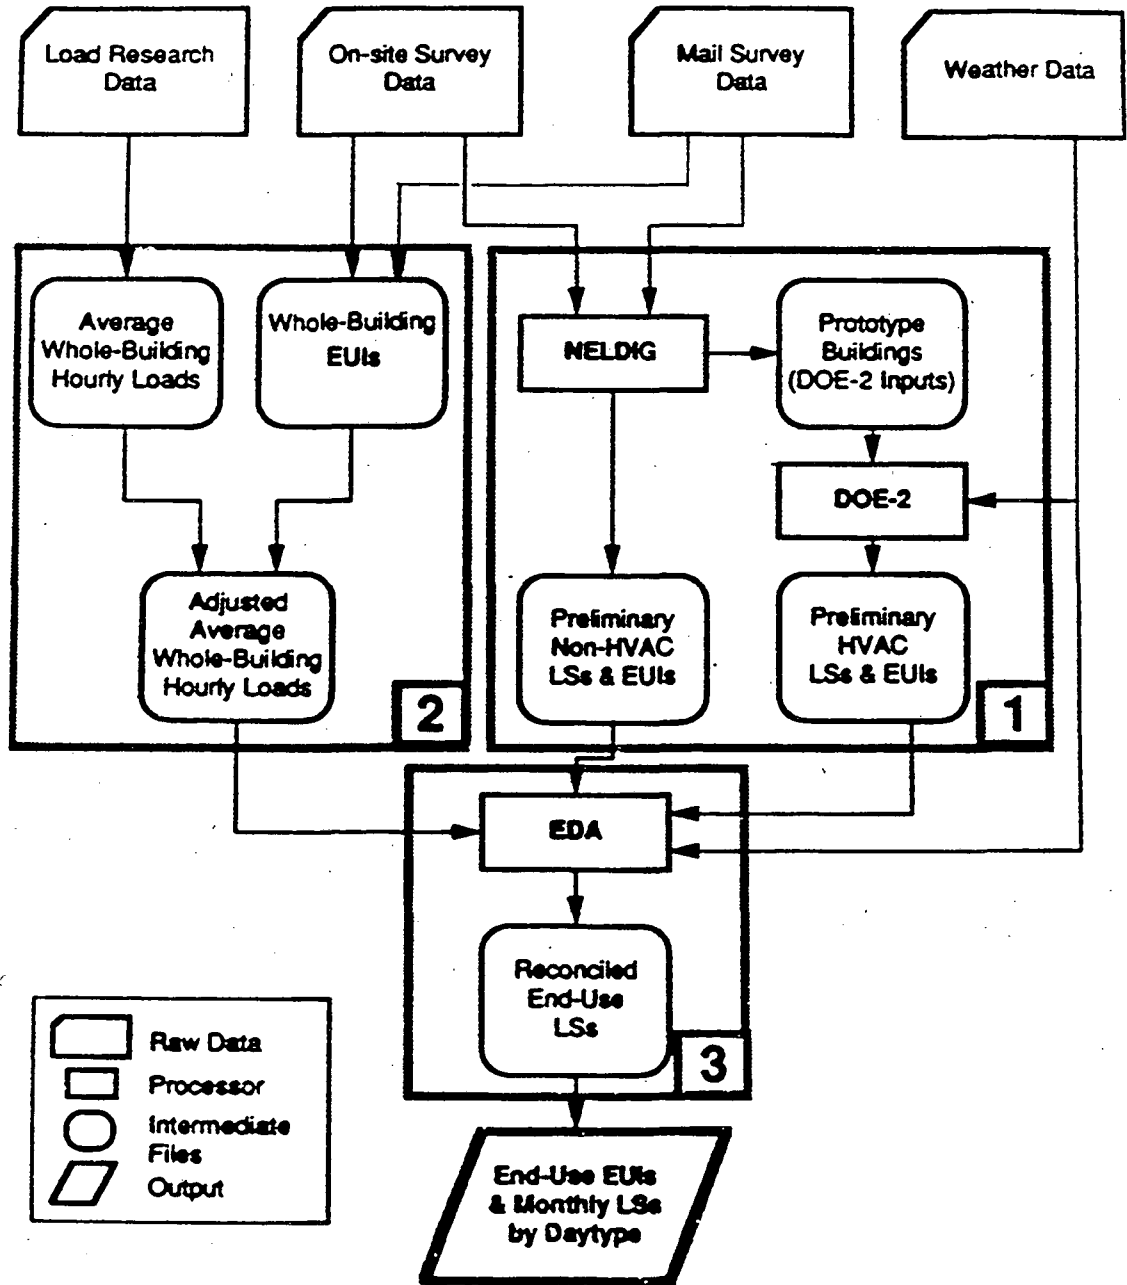 Load Research
Data
On-site Survey
Data
Mail Survey
Data
Weather Data
Average
Whole-Building
Hourly Loads
Whole-Building
EUIs
NELDIG
Prototype
Buildings
(DOE-2 Inputs)
DOE-2
Adjusted
Average
Whole-Building
Hourly Loads
2
Preliminary
Non-HVAC
LSs & EUIs
Preliminary
HVAC
LSs & EUIs
1
EDA
Reconciled
End-Use
LSs
3
Raw Data
Processor
Intermediate
Files
Output
End-Use EUIs
& Monthly LSs
by Daytype